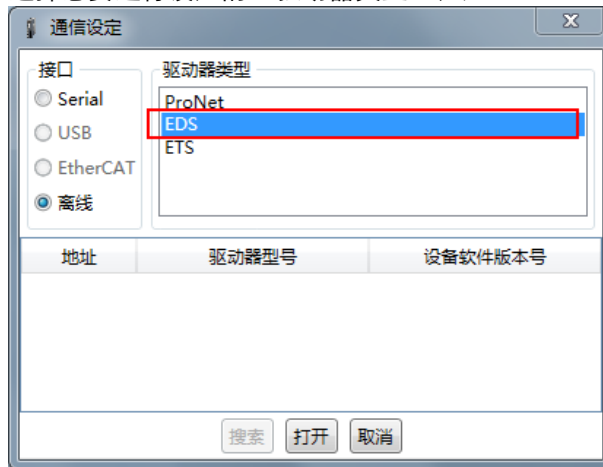 通信设定
接口
驱动器类型
Serial
USB
EtherCAT
离线
ProNet
EDS
ETS
地址
驱动器型号
设备软件版本号
搜索
打开
取消